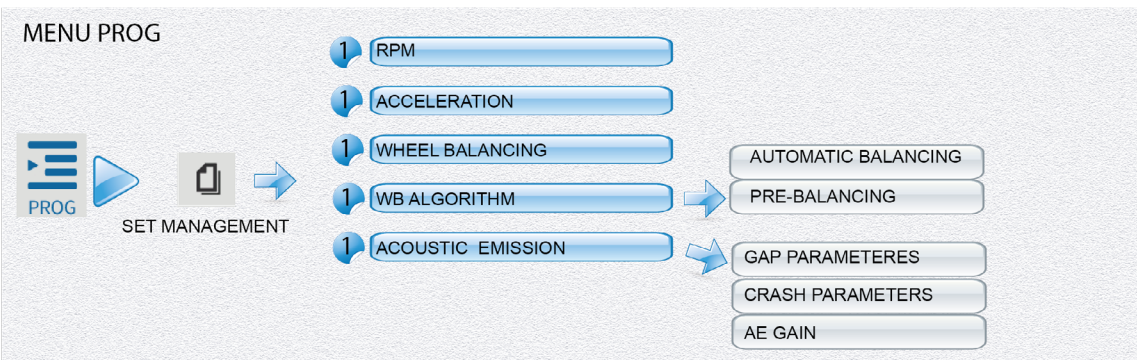 MENU PROG
1 RPM
1 ACCELERATION
1 WHEEL BALANCING
AUTOMATIC BALANCING
PROG
SET MANAGEMENT
1 WB ALGORITHM
PRE-BALANCING
1 ACOUSTIC EMISSION
GAP PARAMETERES
CRASH PARAMETERS
AE GAIN